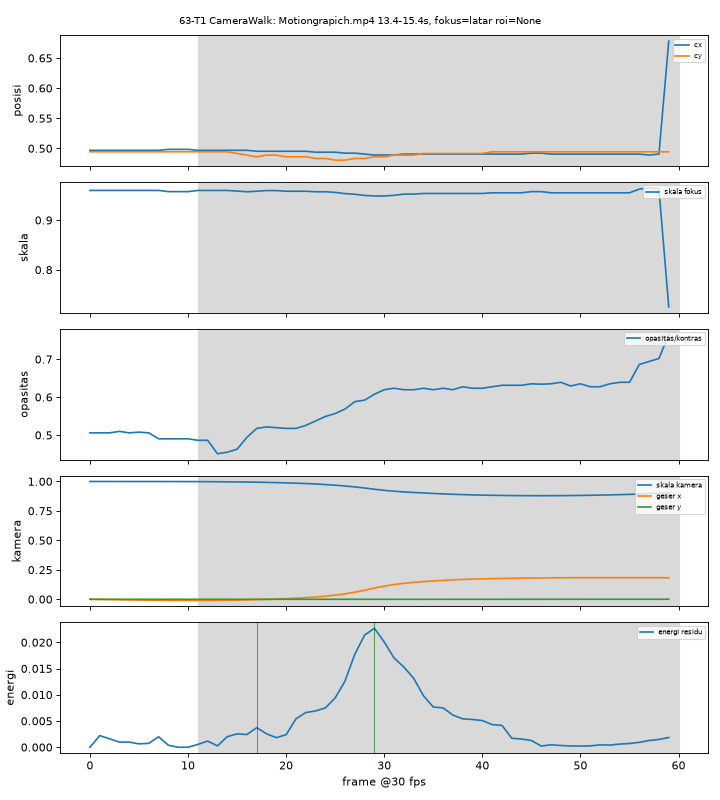 63-T1 CameraWalk: Motiongrapich.mp4 13.4-15.4s, fokus=latar roi=None
cx
cy
0.65
0.60
0.55
0.50
posisi
skala fokus
0.9
0.8
skala
opasitas/kontras
0.7
0.6
0.5
opasitas
skala kamera
geser x
geser y
1.00
0.75
0.50
0.25
0.00
kamera
energi residu
0.020
0.015
0.010
0.005
0.000
energi
0 10 20 30 40 50 60
frame @30 fps